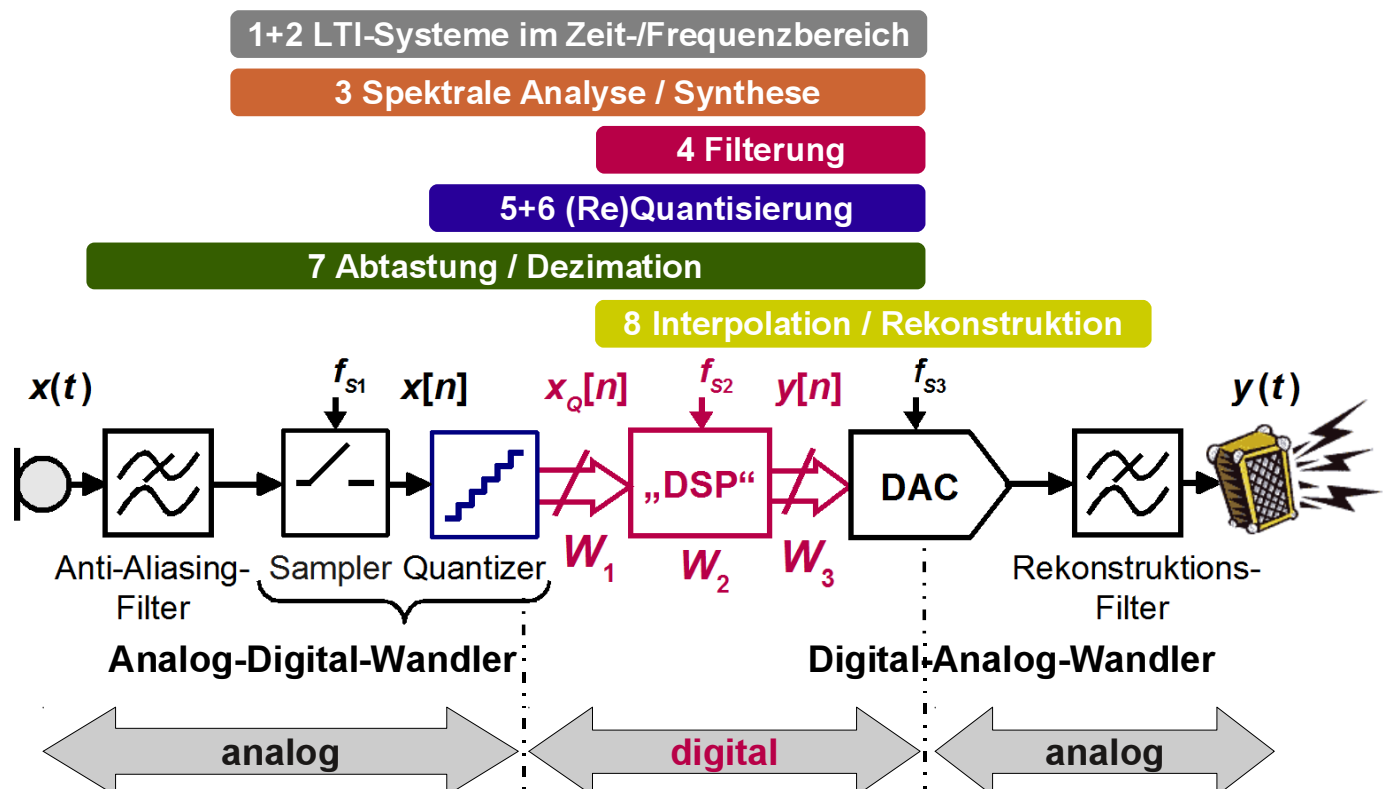 1+2 LTI-Systeme im Zeit-/Frequenzbereich
3 Spektrale Analyse / Synthese
4 Filterung
5+6 (Re)Quantisierung
7 Abtastung / Dezimation
8 Interpolation / Rekonstruktion
x(t) fS1 x[n] xQ[n] fS2 y[n] fS3 y(t)
„DSP“ DAC
W1 W2 W3
Anti-Aliasing-
Filter
Sampler Quantizer
Rekonstruktions-
Filter
Analog-Digital-Wandler
Digital-Analog-Wandler
analog digital analog